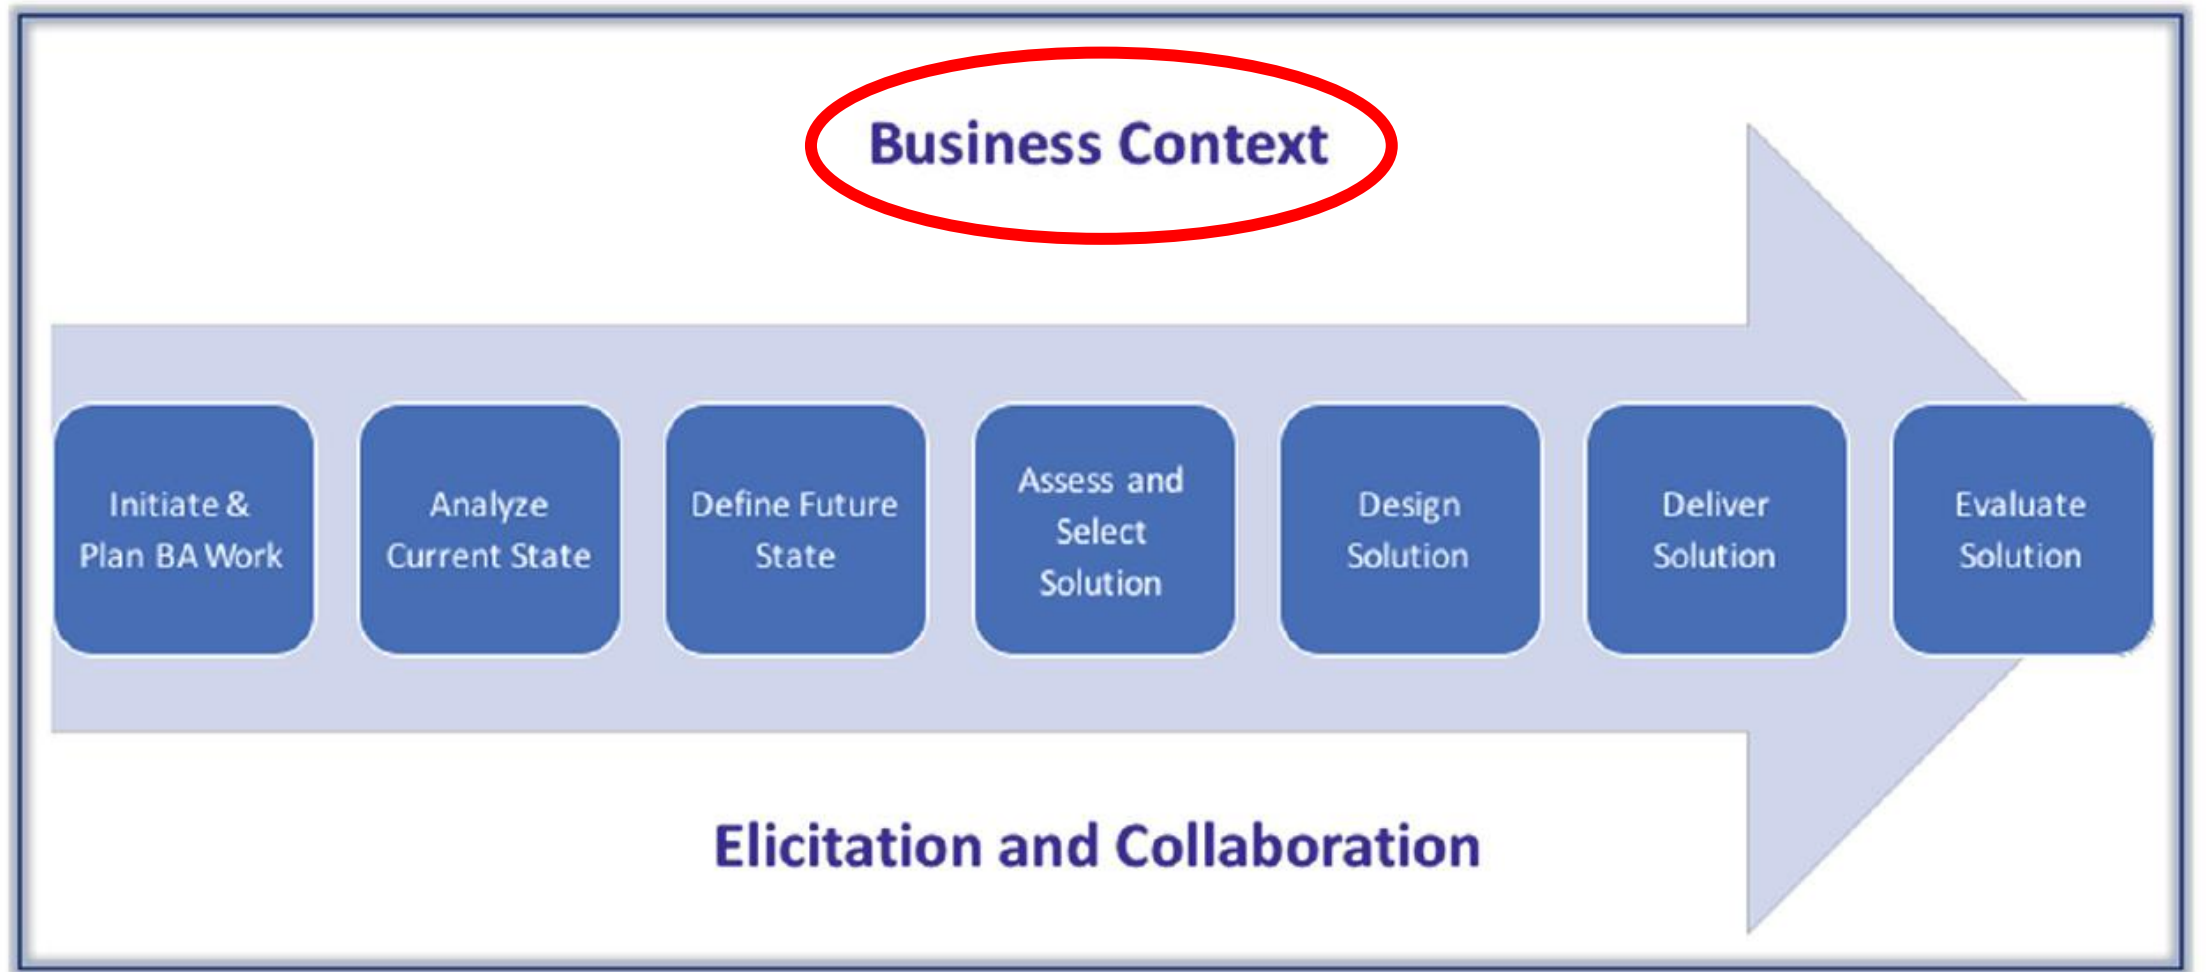 Business Context
Initiate &
Plan BA Work
Analyze
Current State
Define Future
State
Assess and
Select
Solution
Design
Solution
Deliver
Solution
Evaluate
Solution
Elicitation and Collaboration